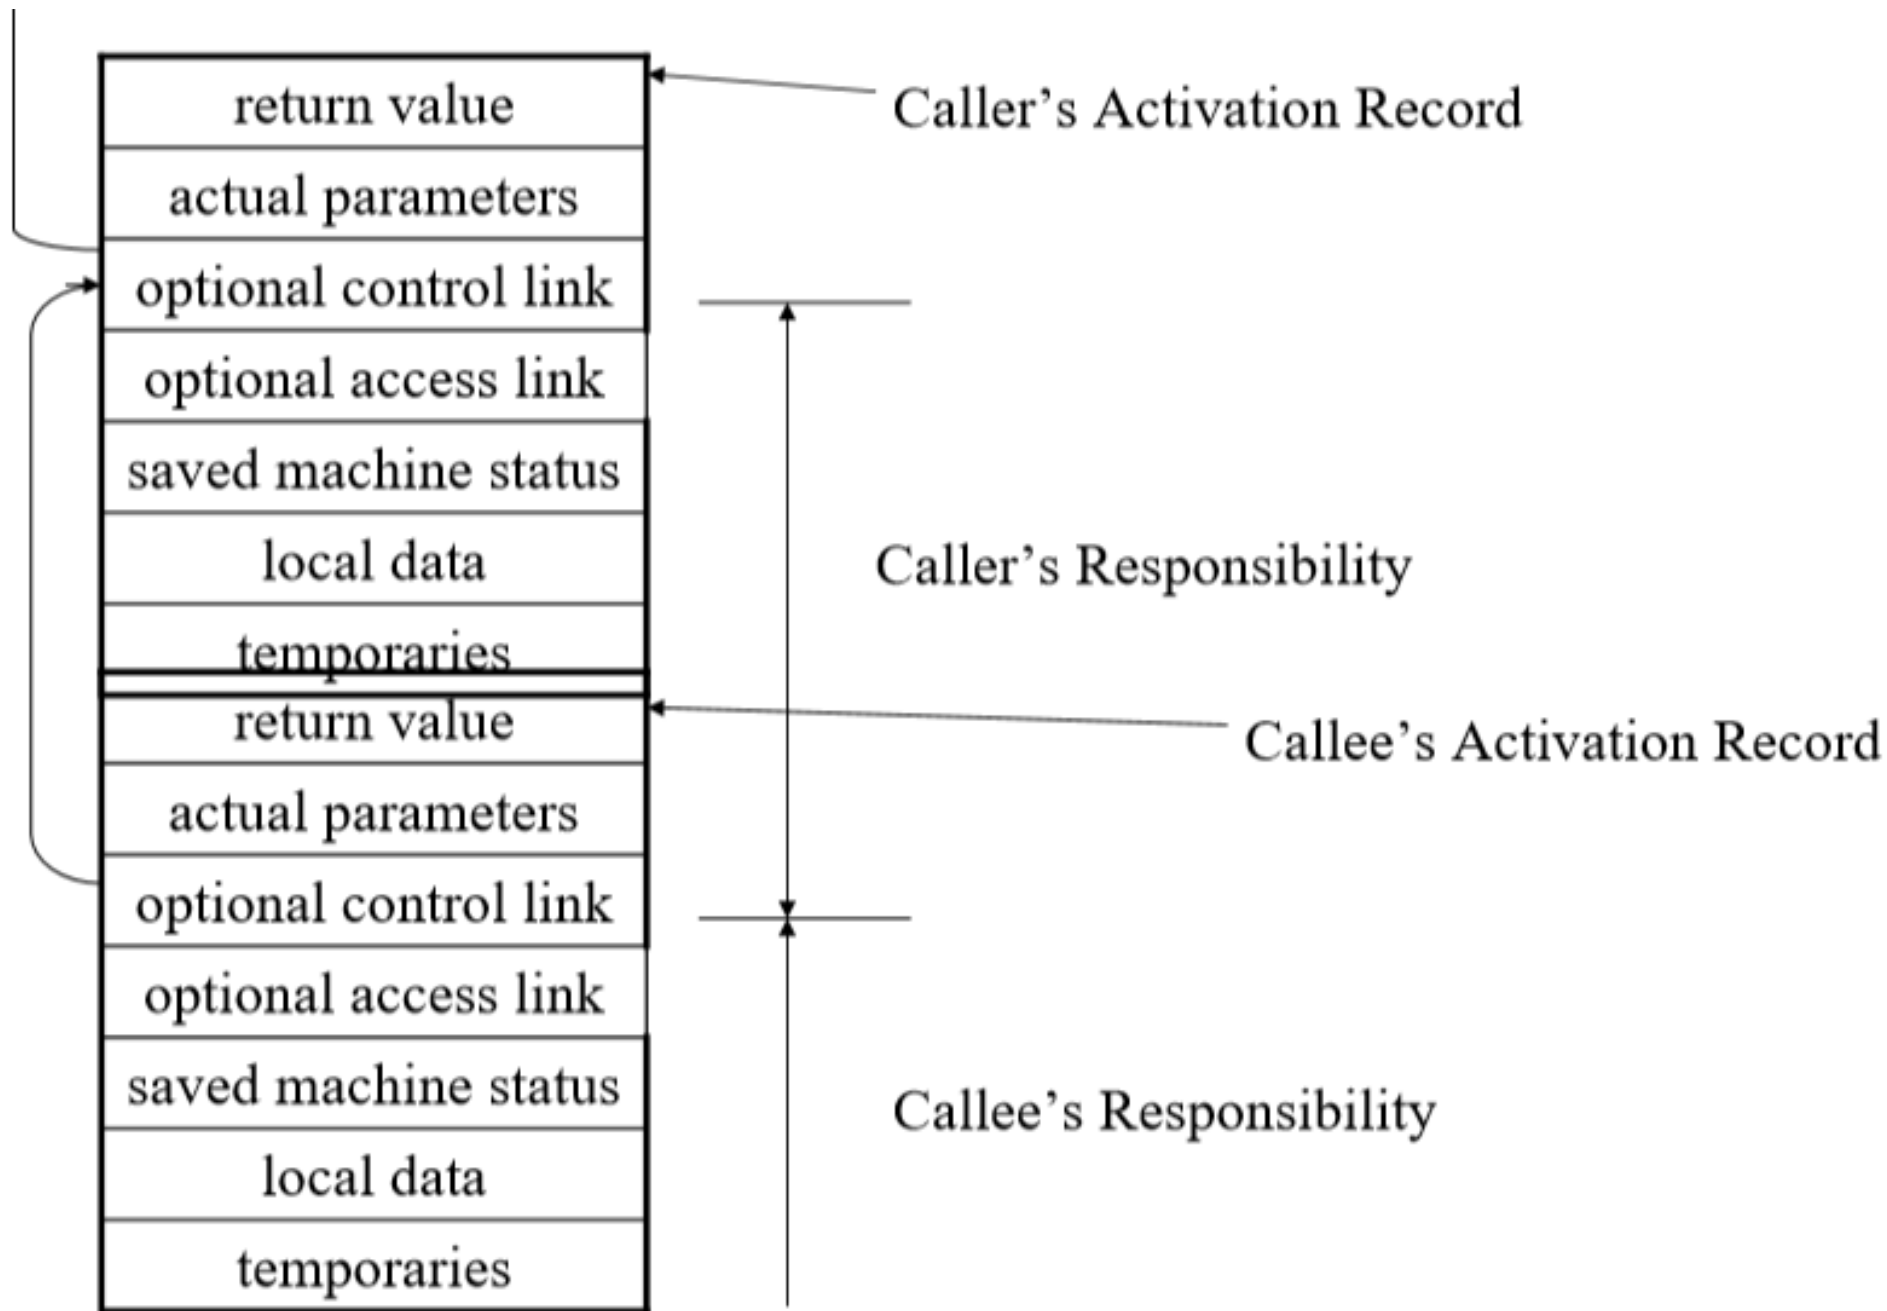 return value
Caller’s Activation Record
actual parameters
optional control link
optional access link
saved machine status
local data
Caller’s Responsibility
temporaries
return value
Callee’s Activation Record
actual parameters
optional control link
optional access link
saved machine status
Callee’s Responsibility
local data
temporaries